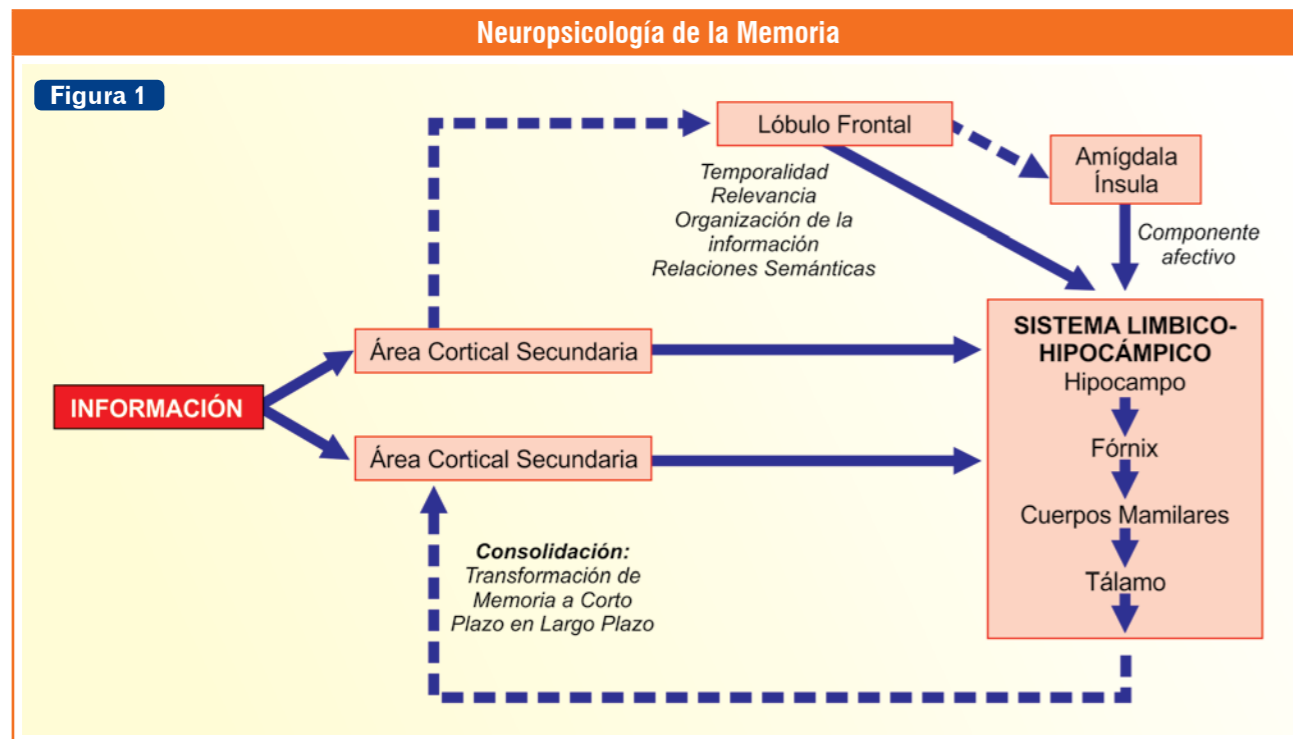 Neuropsicología de la Memoria
Figura 1
Lóbulo Frontal
Amígdala
Ínsula
Temporalidad
Relevancia
Organización de la
información
Relaciones Semánticas
Componente
afectivo
Área Cortical Secundaria
INFORMACIÓN
Área Cortical Secundaria
SISTEMA LIMBICO-
HIPOCÁMPICO
Hipocampo
Fórnix
Cuerpos Mamilares
Tálamo
Consolidación:
Transformación de
Memoria a Corto
Plazo en Largo Plazo